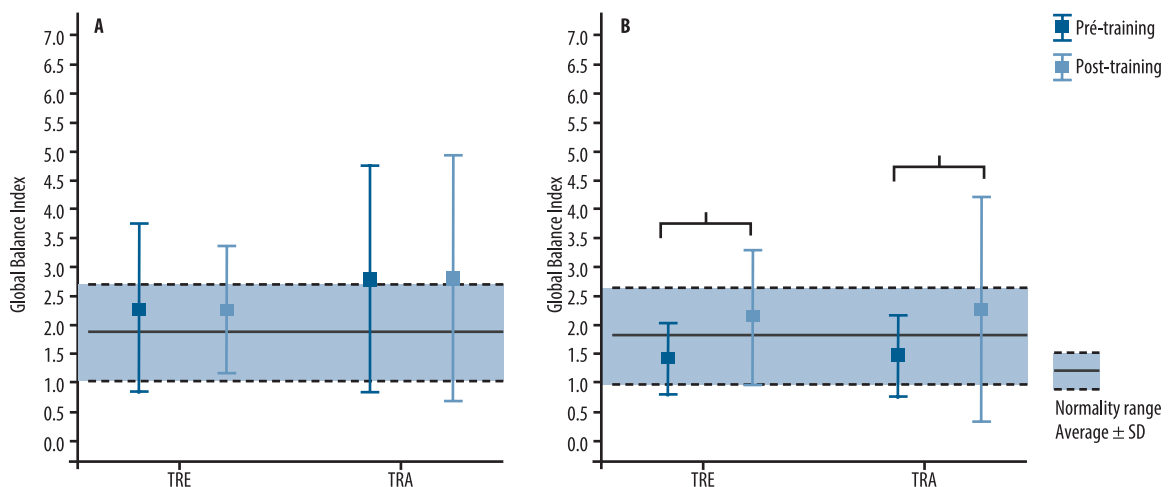 A
Global Balance Index
7.0
6.5
6.0
5.5
5.0
4.5
4.0
3.5
3.0
2.5
2.0
1.5
1.0
0.5
0.0
TRE
TRA
B
Global Balance Index
7.0
6.5
6.0
5.5
5.0
4.5
4.0
3.5
3.0
2.5
2.0
1.5
1.0
0.5
0.0
TRE
TRA
Pré-training
Post-training
Normality range
Average ± SD